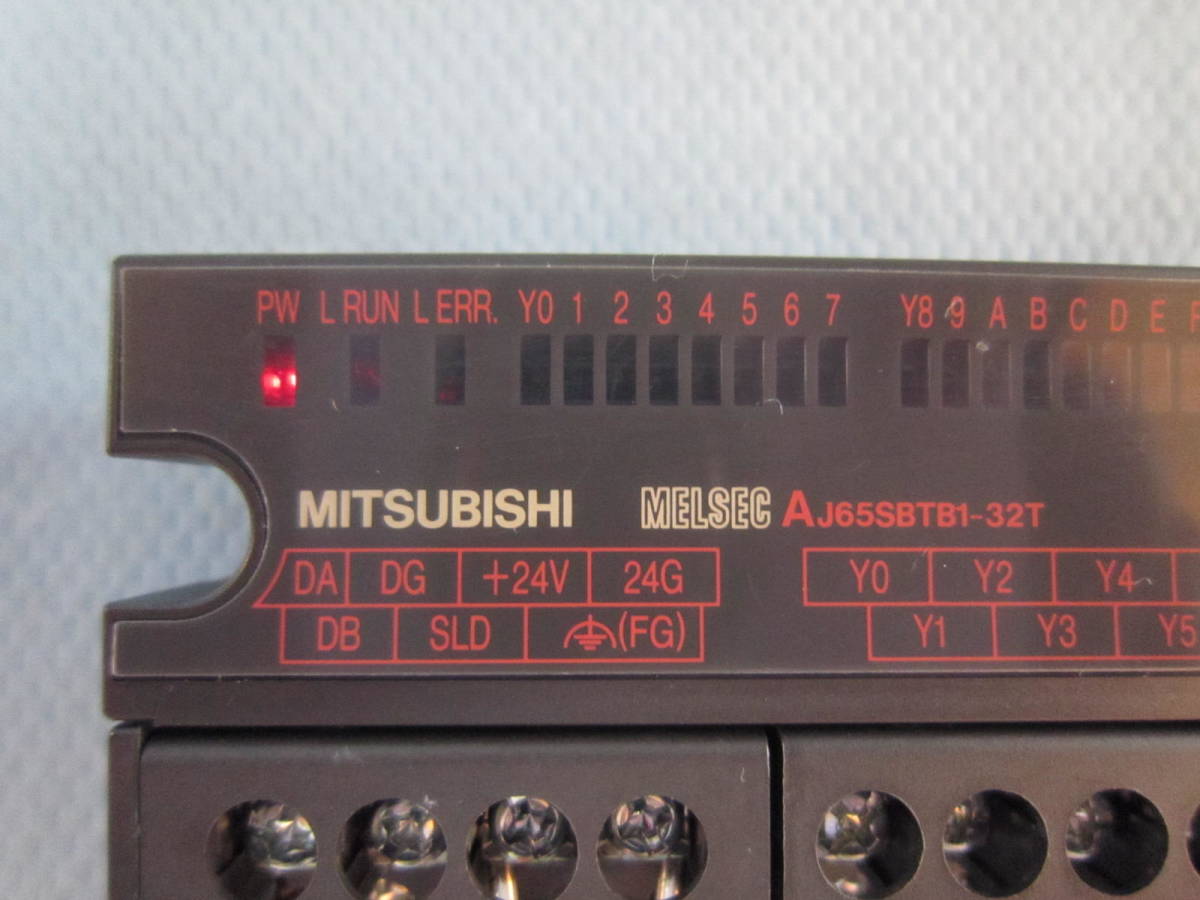 PW L RUN L ERR. Y0 1 2 3 4 5 6 7 Y8 9 A B C D E
MITSUBISHI MELSEC AJ65SBTB1-32T
DA DG +24V 24G Y0 Y2 Y4
DB SLD (FG) Y1 Y3 Y5